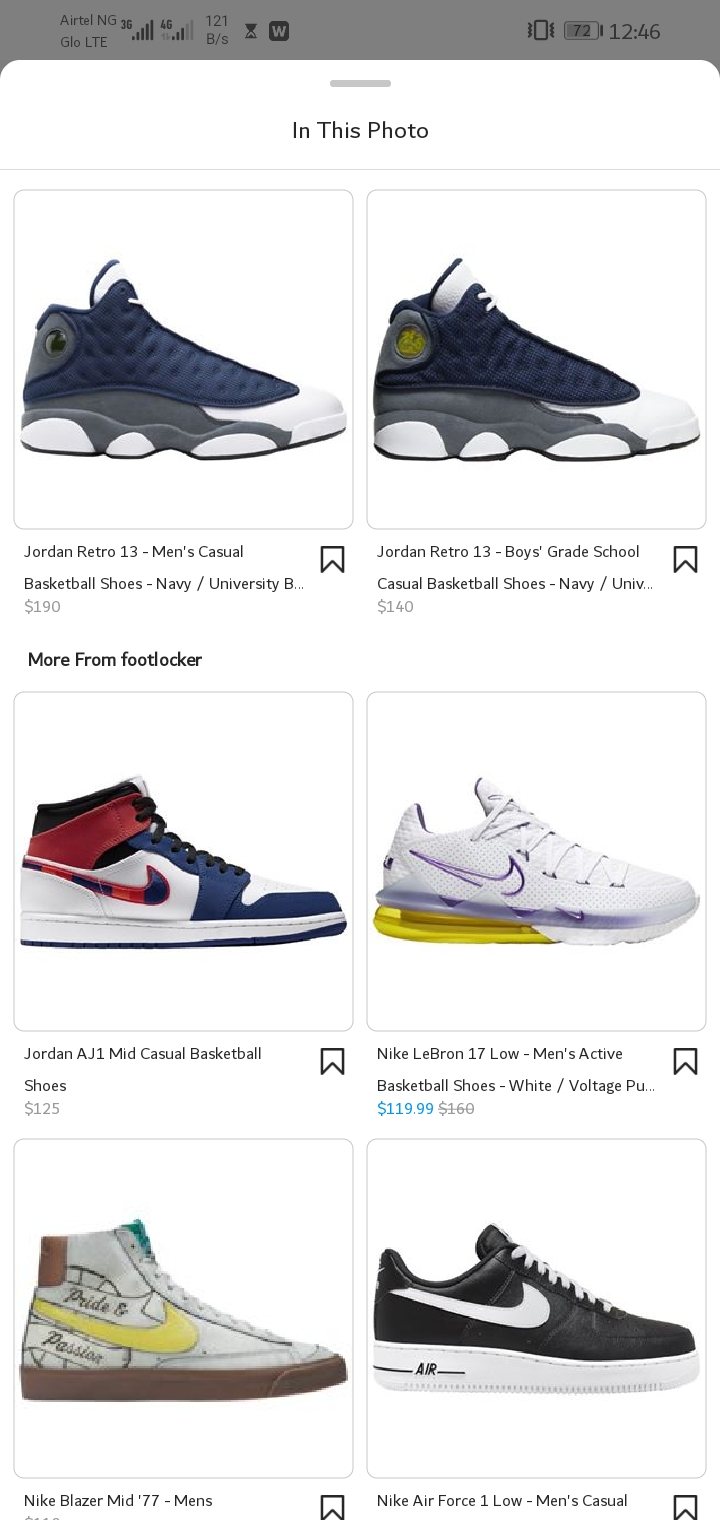 Airtel NG 3G 4G 121 72 12:46
Glo LTE B/s W
In This Photo
Jordan Retro 13 - Men's Casual
Basketball Shoes - Navy / University B...
$190
Jordan Retro 13 - Boys' Grade School
Casual Basketball Shoes - Navy / Univ...
$140
More From footlocker
Jordan AJ1 Mid Casual Basketball
Shoes
$125
Nike LeBron 17 Low - Men's Active
Basketball Shoes - White / Voltage Pu...
$119.99 $160
Pride &
Passion
AIR
Nike Blazer Mid '77 - Mens
Nike Air Force 1 Low - Men's Casual